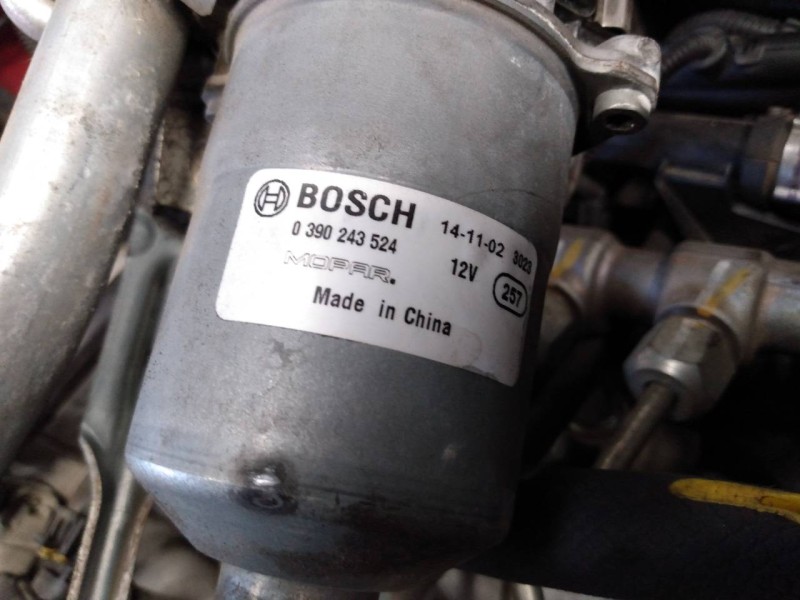 BOSCH 14-11-02 3023
0 390 243 524 12V 257
MOPAR.
Made in China